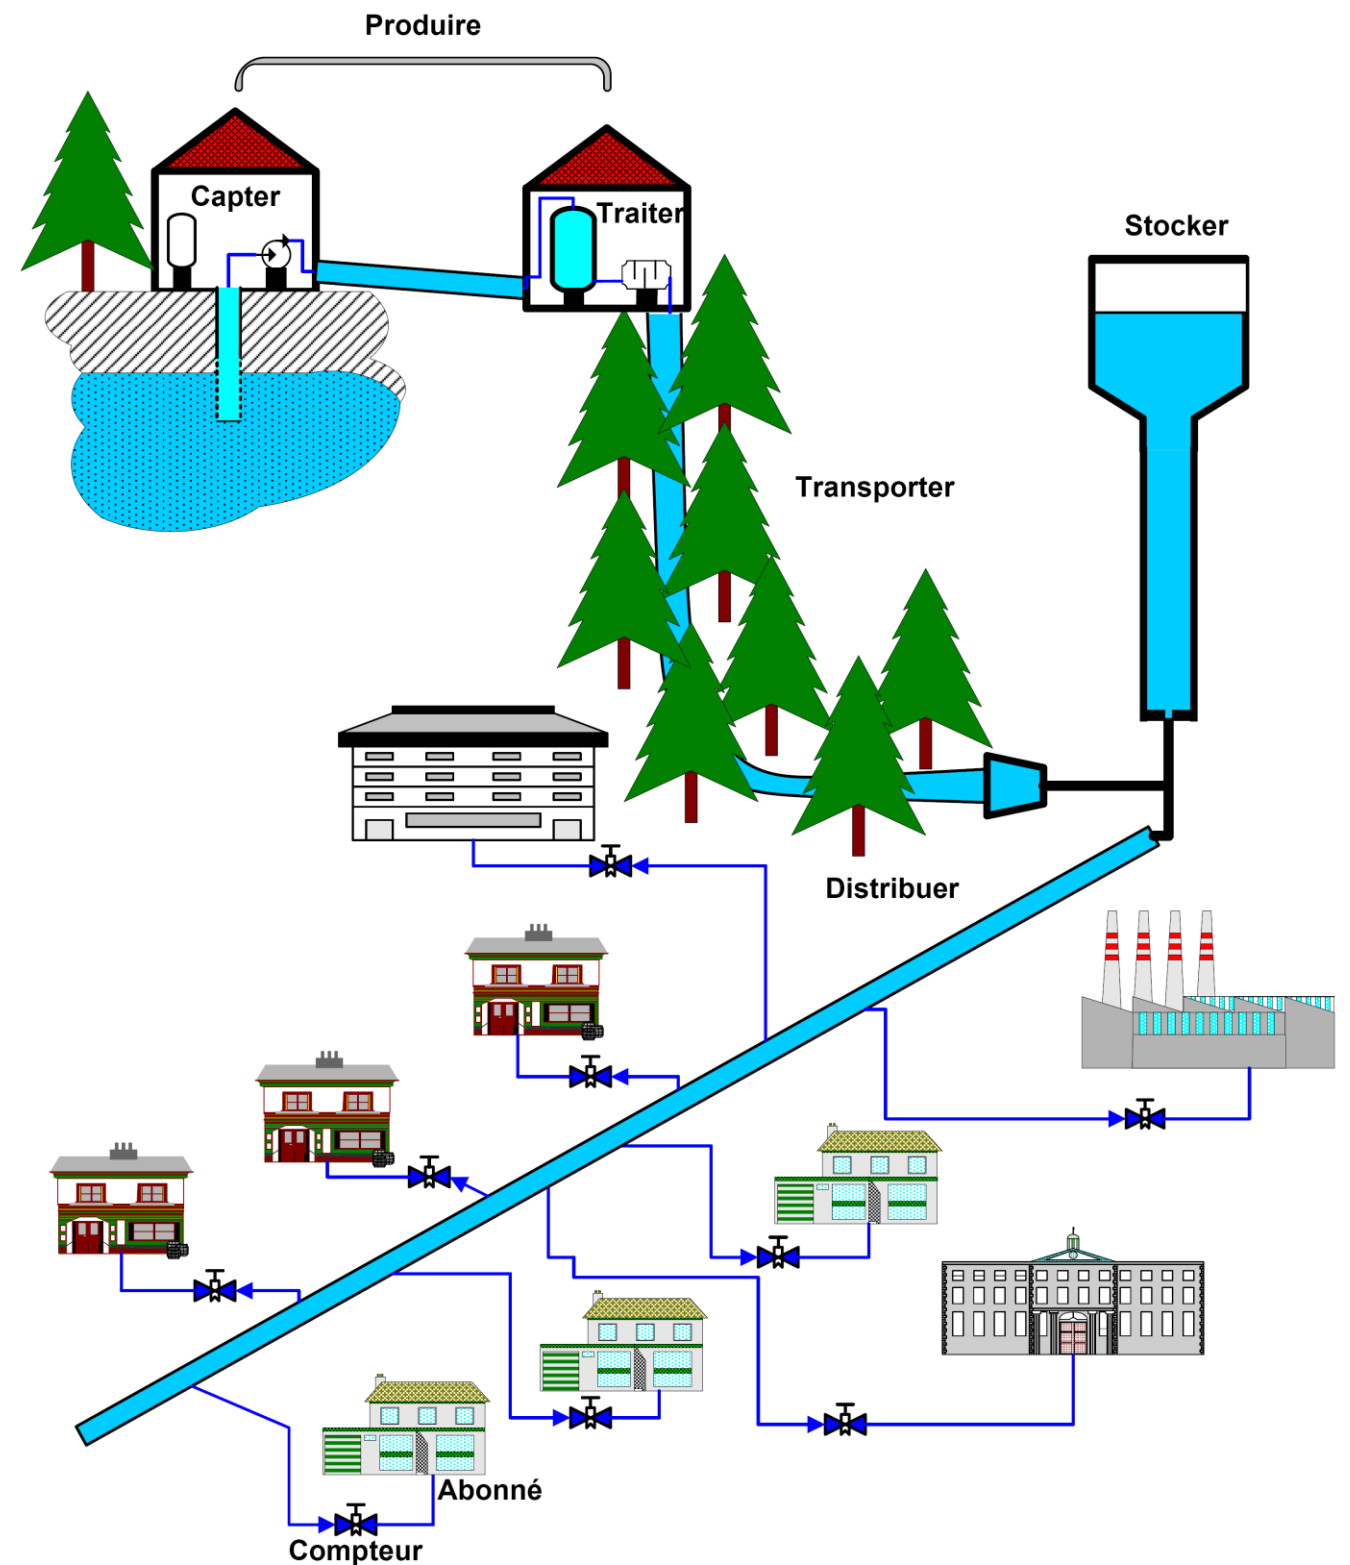 Produire
Capter
Traiter
Stocker
Transporter
Distribuer
Abonné
Compteur